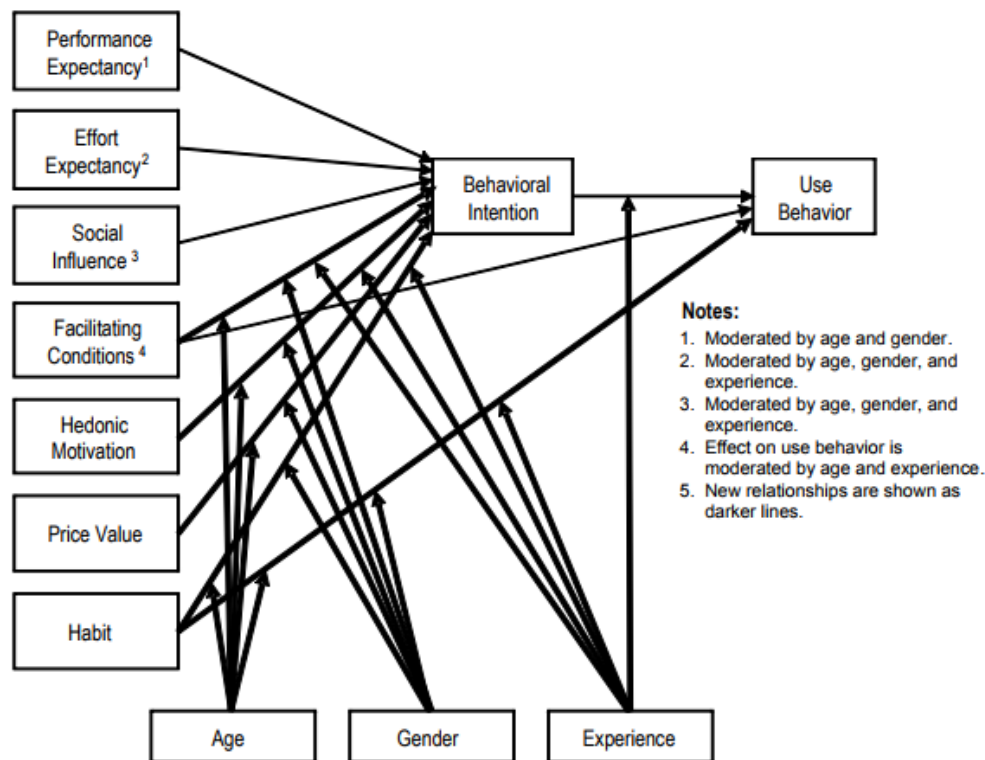 Performance
Expectancy1
Effort
Expectancy2
Social
Influence 3
Facilitating
Conditions 4
Hedonic
Motivation
Price Value
Habit
Behavioral
Intention
Use
Behavior
Notes:
1. Moderated by age and gender.
2. Moderated by age, gender, and
experience.
3. Moderated by age, gender, and
experience.
4. Effect on use behavior is
moderated by age and experience.
5. New relationships are shown as
darker lines.
Age
Gender
Experience